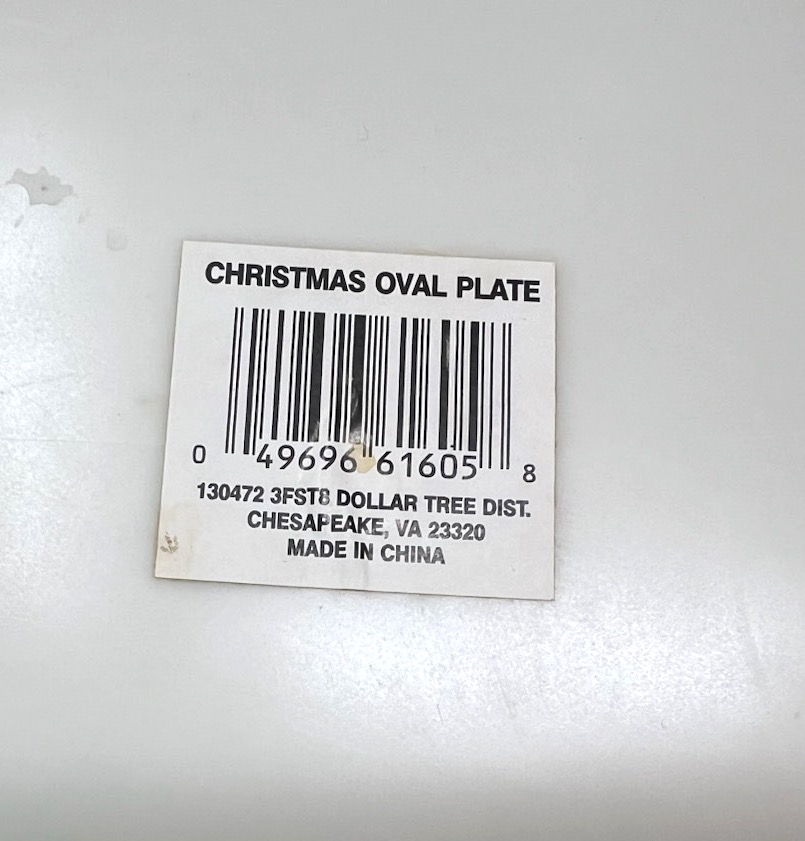 CHRISTMAS OVAL PLATE
0 49696 61605 8
130472 3FST8 DOLLAR TREE DIST.
CHESAPEAKE, VA 23320
MADE IN CHINA